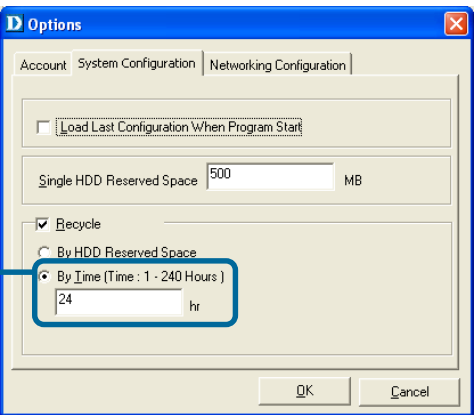 D Options
Account System Configuration Networking Configuration
Load Last Configuration When Program Start
Single HDD Reserved Space 500 MB
Recycle
By HDD Reserved Space
By Time (Time : 1 - 240 Hours )
24 hr
OK Cancel